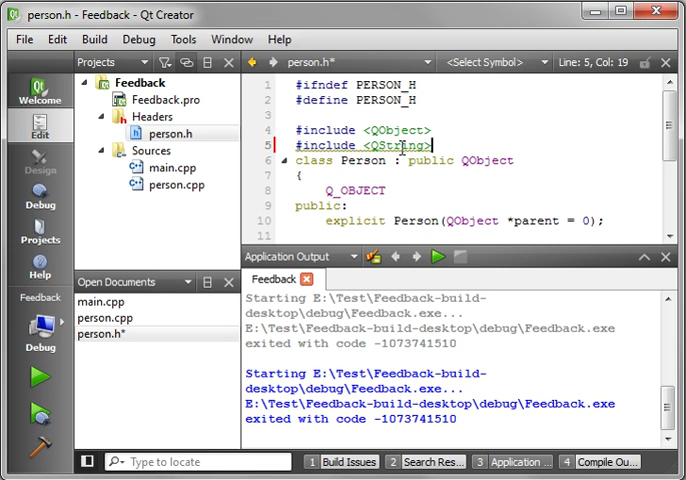 person.h - Feedback - Qt Creator
File Edit Build Debug Tools Window Help
Projects
person.h*
<Select Symbol>
Line: 5, Col: 19
Qt
Welcome
Edit
Debug
Projects
Help
Feedback
Debug
Feedback
Feedback.pro
Headers
person.h
Sources
main.cpp
person.cpp
Open Documents
main.cpp
person.cpp
person.h*
1 #ifndef PERSON_H
2 #define PERSON_H
3
4 #include <QObject>
5 #include <QString>
6 class Person : public QObject
7 {
8 Q_OBJECT
9 public:
10 explicit Person(QObject *parent = 0);
11
Application Output
Feedback
Starting E:\Test\Feedback-build-
desktop\debug\Feedback.exe...
E:\Test\Feedback-build-desktop\debug\Feedback.exe
exited with code -1073741510
Starting E:\Test\Feedback-build-
desktop\debug\Feedback.exe...
E:\Test\Feedback-build-desktop\debug\Feedback.exe
exited with code -1073741510
Type to locate
1 Build Issues
2 Search Res...
3 Application ...
4 Compile Ou...